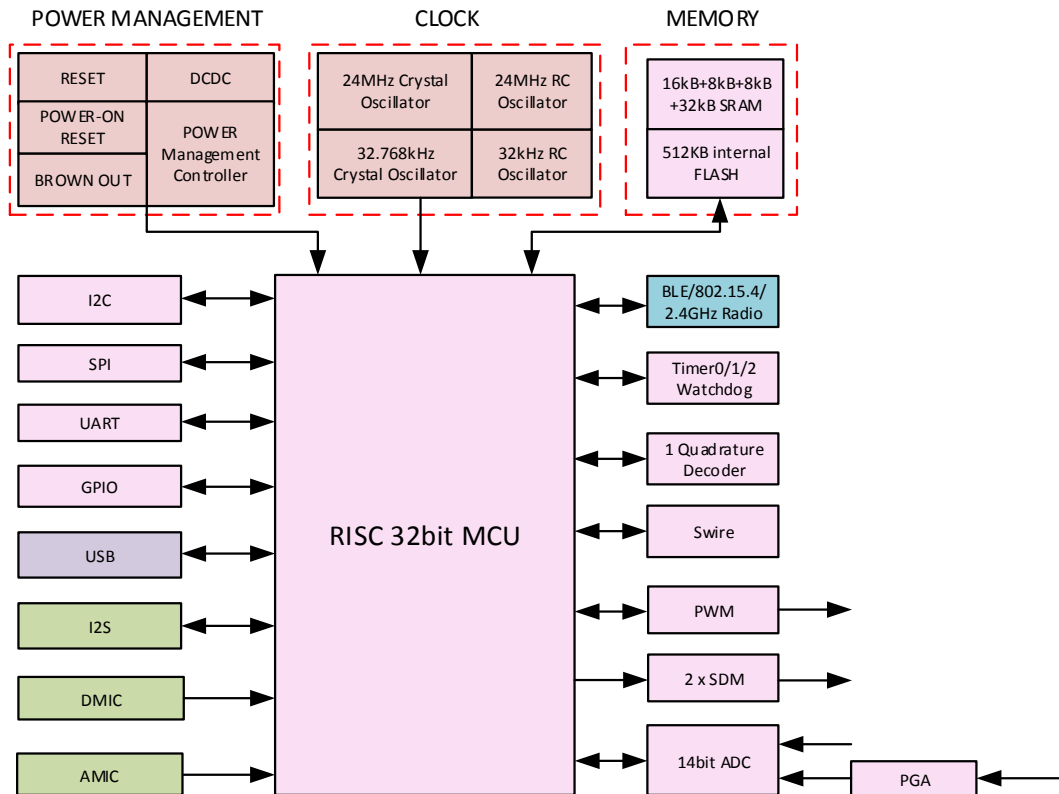 POWER MANAGEMENT
CLOCK
MEMORY
RESET
DCDC
POWER-ON
RESET
POWER
Management
Controller
BROWN OUT
24MHz Crystal
Oscillator
24MHz RC
Oscillator
32.768kHz
Crystal Oscillator
32kHz RC
Oscillator
16kB+8kB+8kB
+32kB SRAM
512KB internal
FLASH
I2C
SPI
UART
GPIO
USB
I2S
DMIC
AMIC
RISC 32bit MCU
BLE/802.15.4/
2.4GHz Radio
Timer0/1/2
Watchdog
1 Quadrature
Decoder
Swire
PWM
2 x SDM
14bit ADC
PGA